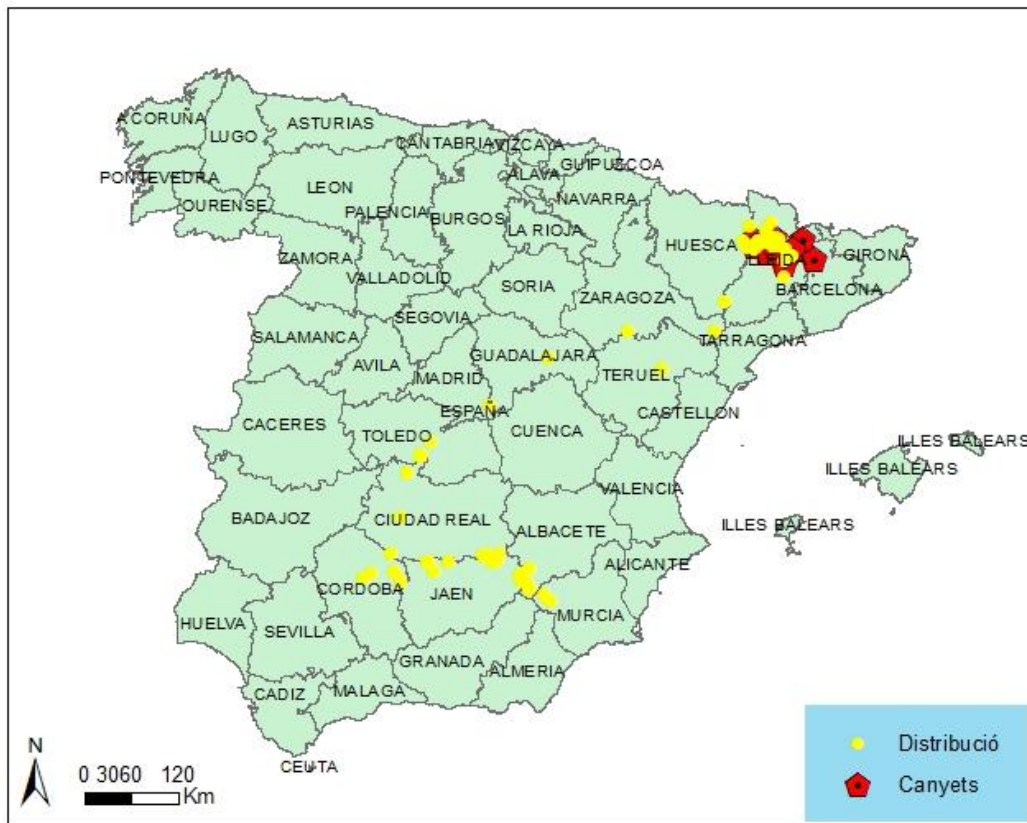 A CORUÑA
LUGO
ASTURIAS
CANTABRIA
VIZCAYA
GUIPUZCOA
ALAVA
NAVARRA
PONTEVEDRA
OURENSE
LEON
PALENCIA
BURGOS
LA RIOJA
HUESCA
LLEIDA
GIRONA
BARCELONA
ZAMORA
VALLADOLID
SORIA
ZARAGOZA
TARRAGONA
SEGOVIA
SALAMANCA
AVILA
MADRID
GUADALAJARA
TERUEL
CASTELLON
ESPAÑA
CACERES
TOLEDO
CUENCA
ILLES BALEARS
ILLES BALEARS
ILLES BALEARS
VALENCIA
BADAJOZ
CIUDAD REAL
ALBACETE
ALICANTE
CORDOBA
JAEN
MURCIA
HUELVA
SEVILLA
GRANADA
ALMERIA
CADIZ
MALAGA
CEUTA
N
0 3060 120
Km
Distribució
Canyets